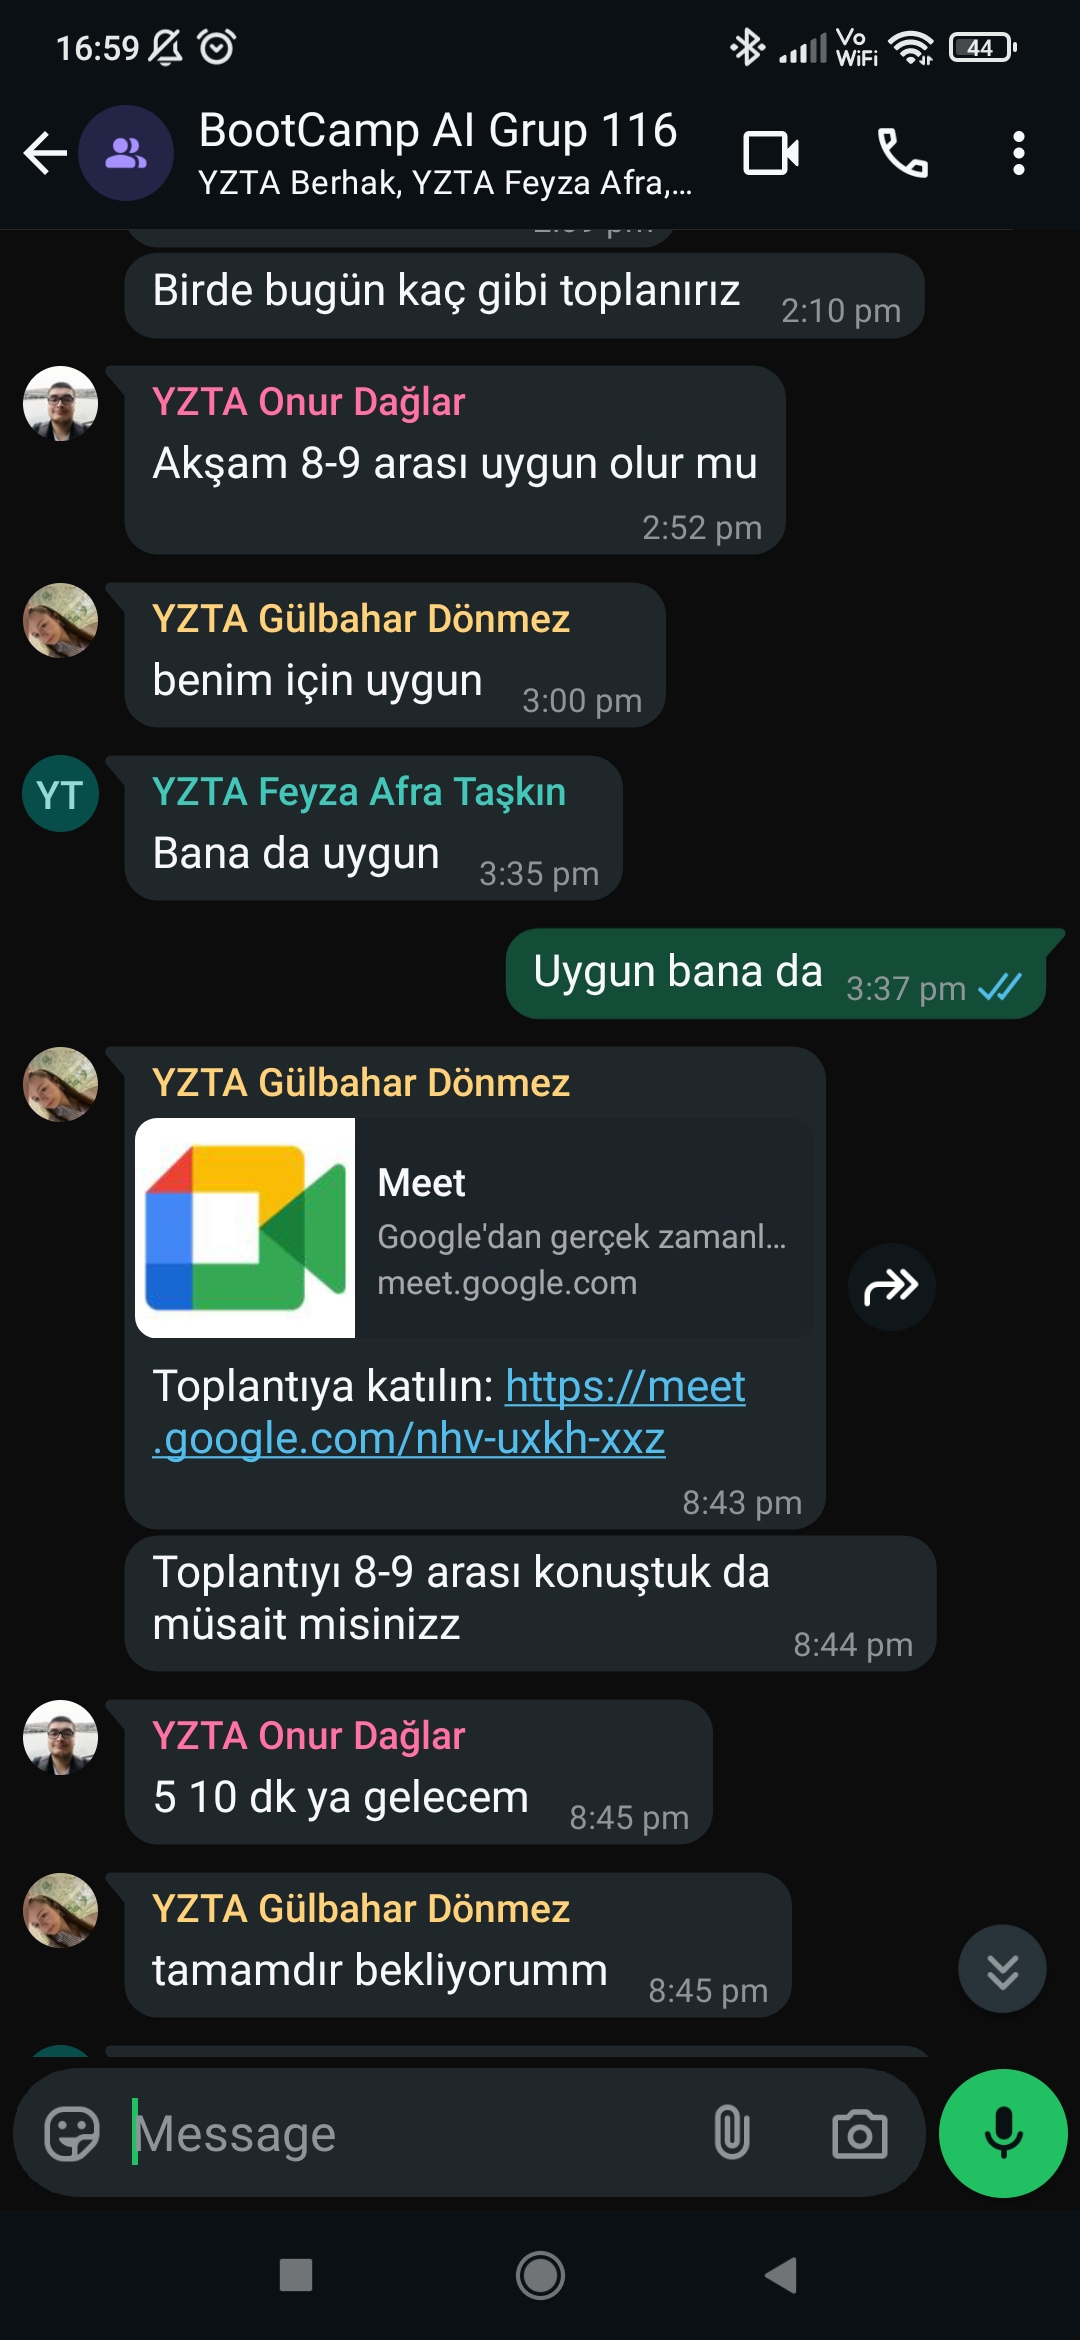 16:59
Vo
WiFi
44
BootCamp AI Grup 116
YZTA Berhak, YZTA Feyza Afra,...
Birde bugün kaç gibi toplanırız
2:10 pm
YZTA Onur Dağlar
Akşam 8-9 arası uygun olur mu
2:52 pm
YZTA Gülbahar Dönmez
benim için uygun
3:00 pm
YT
YZTA Feyza Afra Taşkın
Bana da uygun
3:35 pm
Uygun bana da
3:37 pm
YZTA Gülbahar Dönmez
Meet
Google'dan gerçek zamanl...
meet.google.com
Toplantıya katılın: https://meet
.google.com/nhv-uxkh-xxz
8:43 pm
Toplantıyı 8-9 arası konuştuk da
müsait misinizz
8:44 pm
YZTA Onur Dağlar
5 10 dk ya gelecem
8:45 pm
YZTA Gülbahar Dönmez
tamamdır bekliyorumm
8:45 pm
Message